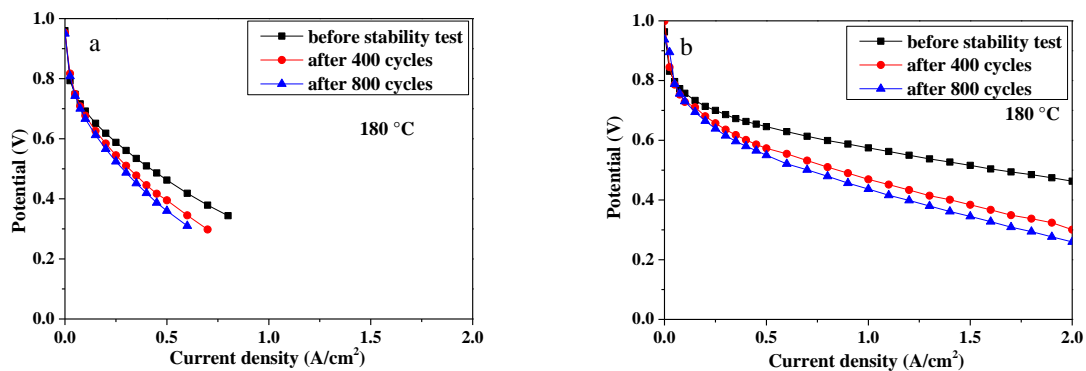 a
before stability test
after 400 cycles
after 800 cycles
180 °C
Potential (V)
1.0
0.8
0.6
0.4
0.2
0.0
0.0 0.5 1.0 1.5 2.0
Current density (A/cm²)
b
before stability test
after 400 cycles
after 800 cycles
180 °C
Potential (V)
1.0
0.8
0.6
0.4
0.2
0.0
0.0 0.5 1.0 1.5 2.0
Current density (A/cm²)